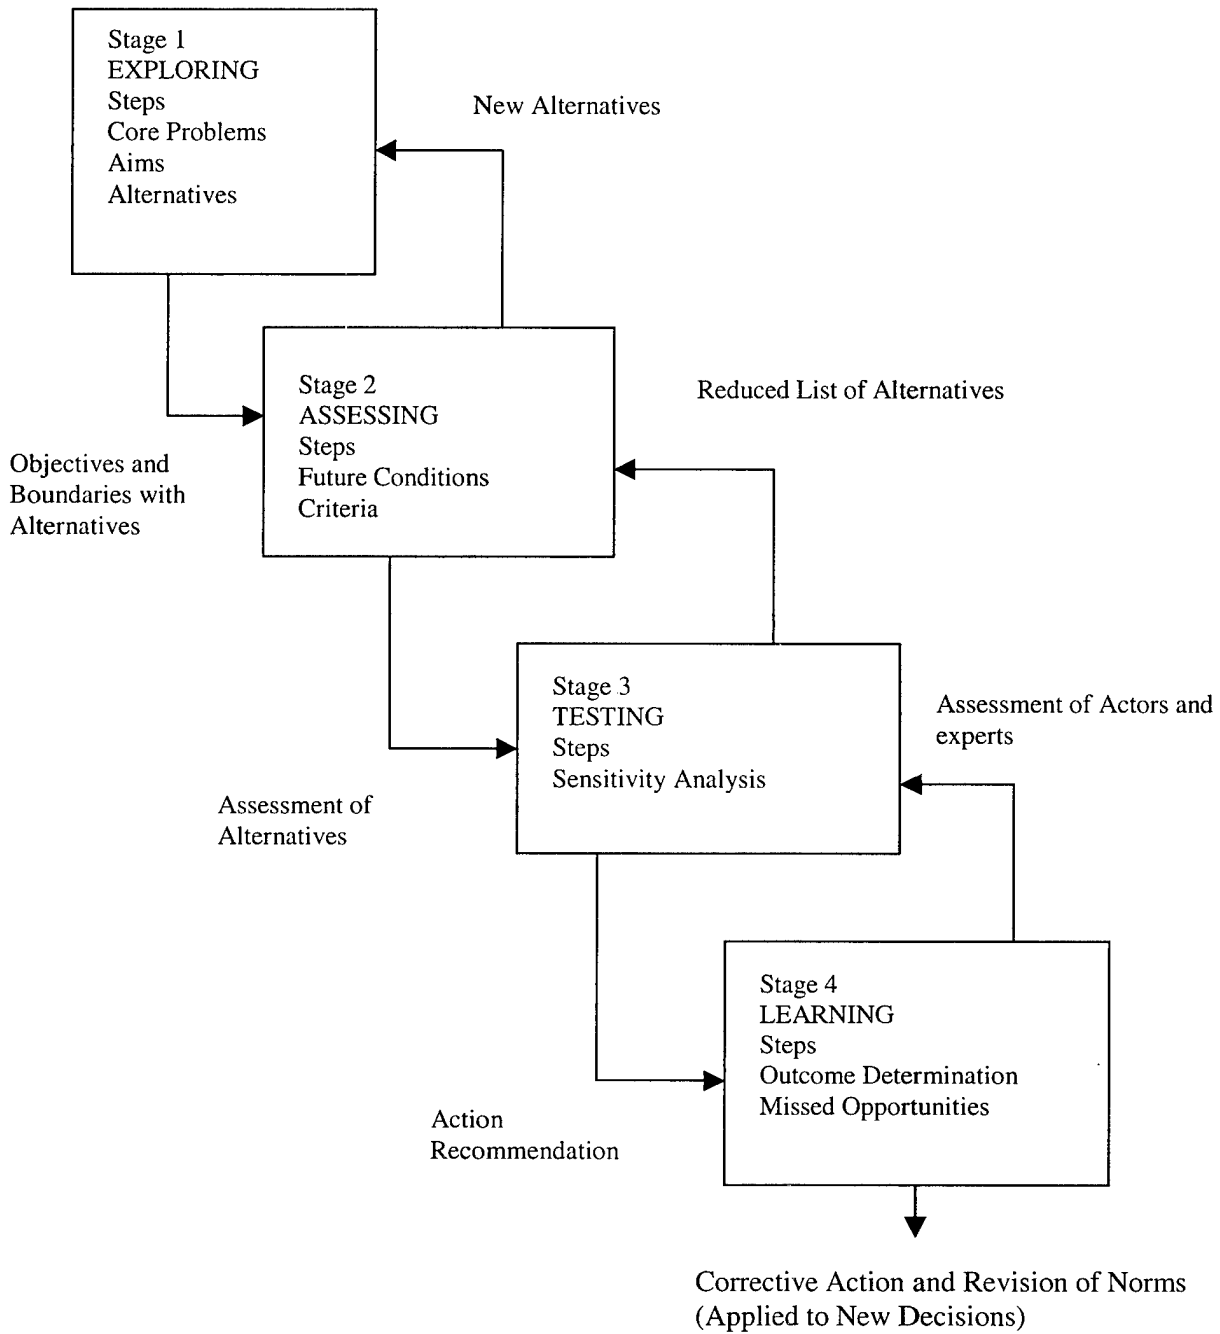 Stage 1
EXPLORING
Steps
Core Problems
Aims
Alternatives
New Alternatives
Stage 2
ASSESSING
Steps
Future Conditions
Criteria
Reduced List of Alternatives
Objectives and
Boundaries with
Alternatives
Stage 3
TESTING
Steps
Sensitivity Analysis
Assessment of Actors and
experts
Assessment of
Alternatives
Stage 4
LEARNING
Steps
Outcome Determination
Missed Opportunities
Action
Recommendation
Corrective Action and Revision of Norms
(Applied to New Decisions)